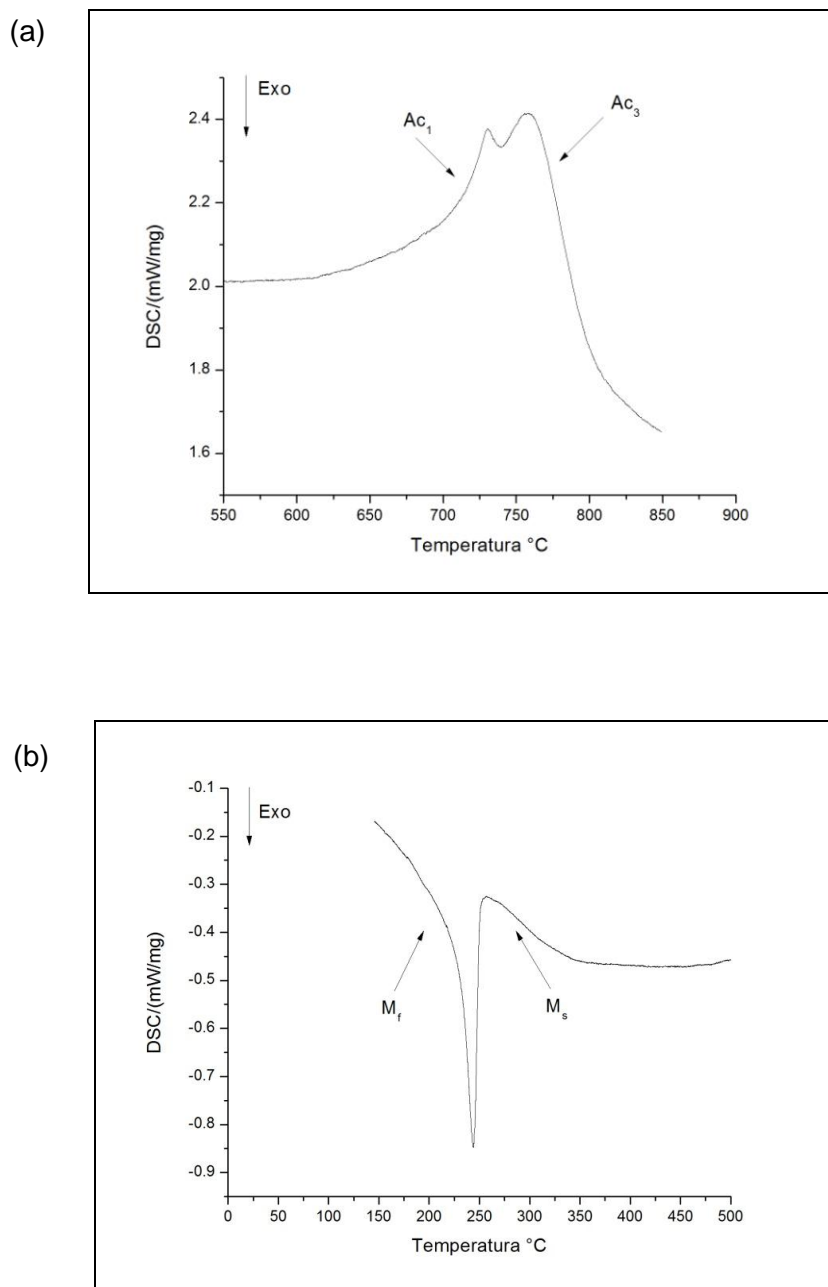 (a)
Exo
Ac1
Ac3
DSC/(mW/mg)
2.4
2.2
2.0
1.8
1.6
550 600 650 700 750 800 850 900
Temperatura °C
(b)
Exo
Mf
Ms
DSC/(mW/mg)
-0.1
-0.2
-0.3
-0.4
-0.5
-0.6
-0.7
-0.8
-0.9
0 50 100 150 200 250 300 350 400 450 500
Temperatura °C